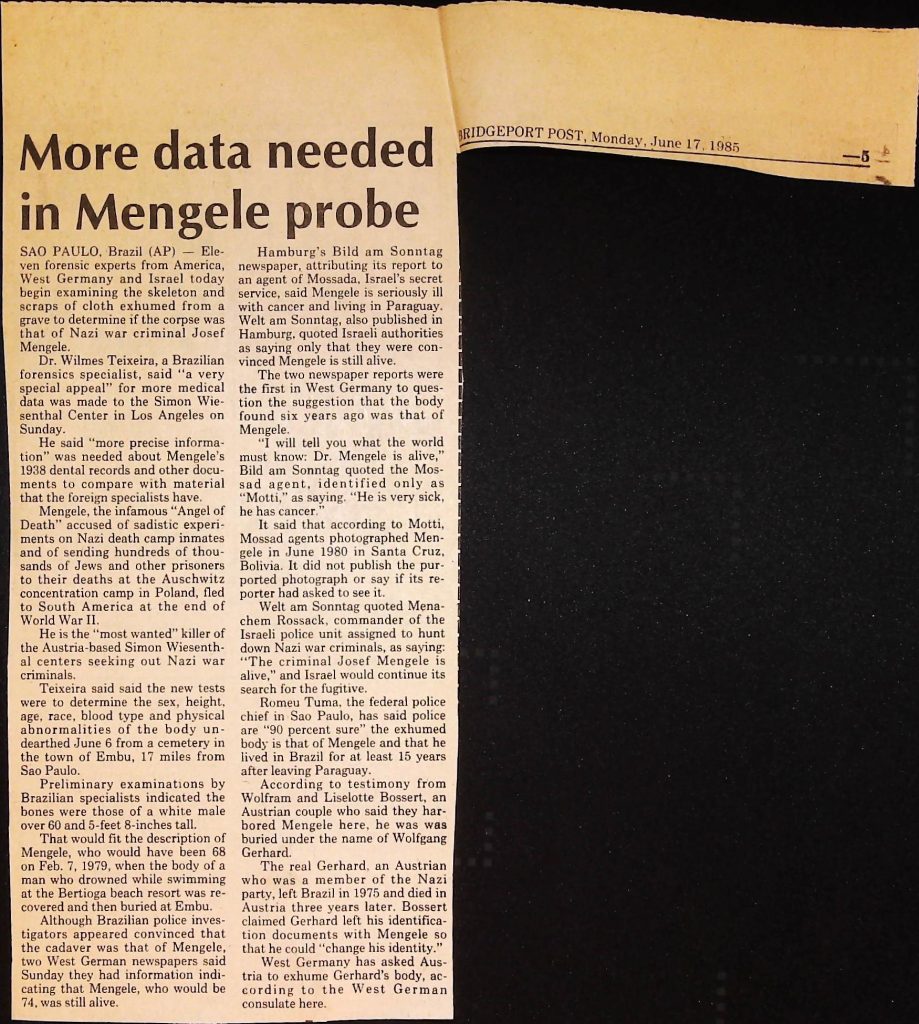 More data needed
in Mengele probe
RIDGEPORT POST, Monday, June 17, 1985
—5
SAO PAULO, Brazil (AP) — Ele-
ven forensic experts from America,
West Germany and Israel today
begin examining the skeleton and
scraps of cloth exhumed from a
grave to determine if the corpse was
that of Nazi war criminal Josef
Mengele.
Dr. Wilmes Teixeira, a Brazilian
forensics specialist, said "a very
special appeal" for more medical
data was made to the Simon Wie-
senthal Center in Los Angeles on
Sunday.
He said "more precise informa-
tion" was needed about Mengele's
1938 dental records and other docu-
ments to compare with material
that the foreign specialists have.
Mengele, the infamous "Angel of
Death" accused of sadistic experi-
ments on Nazi death camp inmates
and of sending hundreds of thou-
sands of Jews and other prisoners
to their deaths at the Auschwitz
concentration camp in Poland, fled
to South America at the end of
World War II.
He is the "most wanted" killer of
the Austria-based Simon Wiesenth-
al centers seeking out Nazi war
criminals.
Teixeira said said the new tests
were to determine the sex, height,
age, race, blood type and physical
abnormalities of the body un-
dearthed June 6 from a cemetery in
the town of Embu, 17 miles from
Sao Paulo.
Preliminary examinations by
Brazilian specialists indicated the
bones were those of a white male
over 60 and 5-feet 8-inches tall.
That would fit the description of
Mengele, who would have been 68
on Feb. 7, 1979, when the body of a
man who drowned while swimming
at the Bertioga beach resort was re-
covered and then buried at Embu.
Although Brazilian police inves-
tigators appeared convinced that
the cadaver was that of Mengele,
two West German newspapers said
Sunday they had information indi-
cating that Mengele, who would be
74, was still alive.
Hamburg's Bild am Sonntag
newspaper, attributing its report to
an agent of Mossada, Israel's secret
service, said Mengele is seriously ill
with cancer and living in Paraguay.
Welt am Sonntag, also published in
Hamburg, quoted Israeli authorities
as saying only that they were con-
vinced Mengele is still alive.
The two newspaper reports were
the first in West Germany to ques-
tion the suggestion that the body
found six years ago was that of
Mengele.
"I will tell you what the world
must know: Dr. Mengele is alive,"
Bild am Sonntag quoted the Mos-
sad agent, identified only as
"Motti," as saying. "He is very sick,
he has cancer."
It said that according to Motti,
Mossad agents photographed Men-
gele in June 1980 in Santa Cruz,
Bolivia. It did not publish the pur-
ported photograph or say if its re-
porter had asked to see it.
Welt am Sonntag quoted Mena-
chem Rossack, commander of the
Israeli police unit assigned to hunt
down Nazi war criminals, as saying:
"The criminal Josef Mengele is
alive," and Israel would continue its
search for the fugitive.
Romeu Tuma, the federal police
chief in Sao Paulo, has said police
are "90 percent sure" the exhumed
body is that of Mengele and that he
lived in Brazil for at least 15 years
after leaving Paraguay.
According to testimony from
Wolfram and Liselotte Bossert, an
Austrian couple who said they har-
bored Mengele here, he was was
buried under the name of Wolfgang
Gerhard.
The real Gerhard, an Austrian
who was a member of the Nazi
party, left Brazil in 1975 and died in
Austria three years later. Bossert
claimed Gerhard left his identifica-
tion documents with Mengele so
that he could "change his identity."
West Germany has asked Aus-
tria to exhume Gerhard's body, ac-
cording to the West German
consulate here.